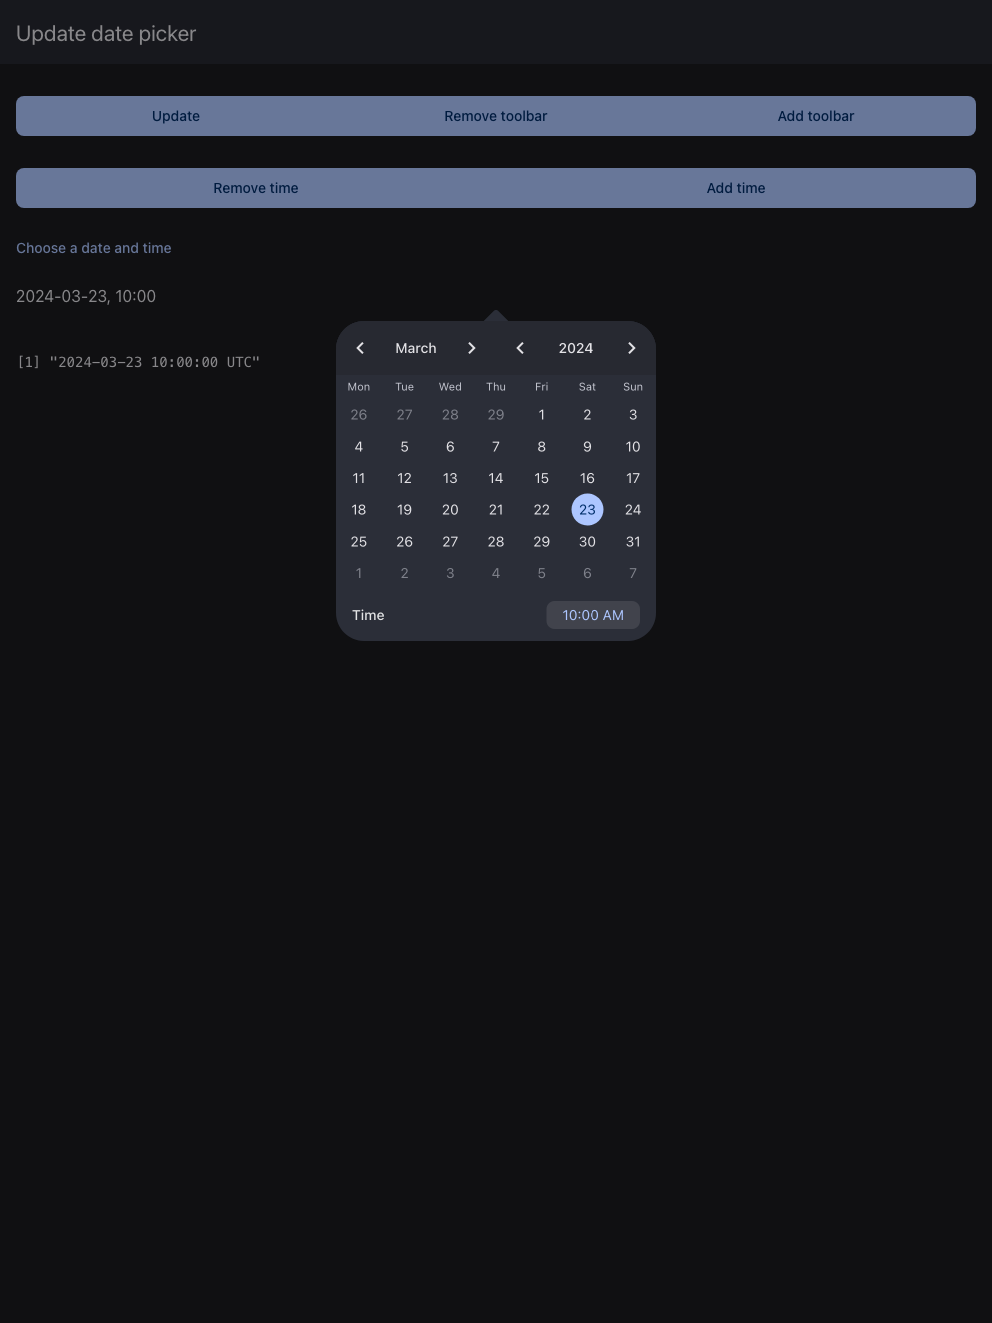 Update date picker
Update Remove toolbar Add toolbar
Remove time Add time
Choose a date and time
2024-03-23, 10:00
[1] "2024-03-23 10:00:00 UTC"
March 2024
Mon Tue Wed Thu Fri Sat Sun
26 27 28 29 1 2 3
4 5 6 7 8 9 10
11 12 13 14 15 16 17
18 19 20 21 22 23 24
25 26 27 28 29 30 31
1 2 3 4 5 6 7
Time 10:00 AM